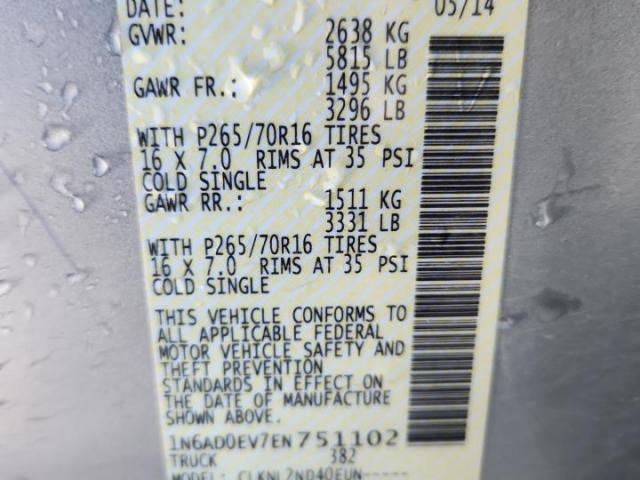 DATE: 05/14
GVWR: 2638 KG
5815 LB
GAWR FR.: 1495 KG
3296 LB
WITH P265/70R16 TIRES
16 X 7.0 RIMS AT 35 PSI
COLD SINGLE
GAWR RR.: 1511 KG
3331 LB
WITH P265/70R16 TIRES
16 X 7.0 RIMS AT 35 PSI
COLD SINGLE
THIS VEHICLE CONFORMS TO
ALL APPLICABLE FEDERAL
MOTOR VEHICLE SAFETY AND
THEFT PREVENTION
STANDARDS IN EFFECT ON
THE DATE OF MANUFACTURE
1N6AD0EV7EN751102
TRUCK 382
MODEL: CLKNL2ND40EUN-----